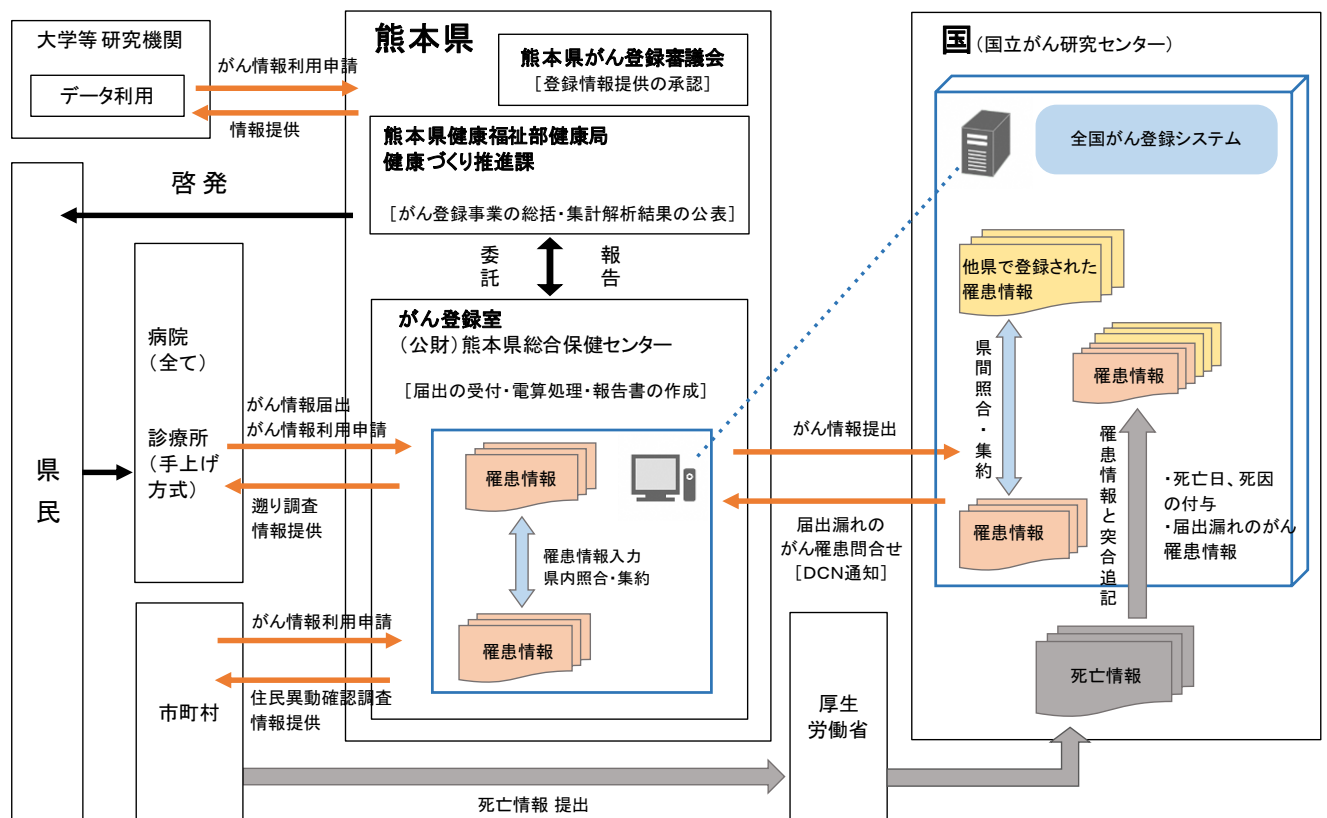 大学等研究機関
データ利用
がん情報利用申請
情報提供
熊本県
熊本県がん登録審議会
[登録情報提供の承認]
熊本県健康福祉部健康局
健康づくり推進課
[がん登録事業の総括・集計解析結果の公表]
啓発
委託
報告
県民
病院
(全て)
診療所
(手上げ
方式)
がん情報届出
がん情報利用申請
遡り調査
情報提供
がん登録室
(公財)熊本県総合保健センター
[届出の受付・電算処理・報告書の作成]
罹患情報
罹患情報入力
県内照合・集約
罹患情報
市町村
がん情報利用申請
住民異動確認調査
情報提供
死亡情報 提出
厚生
労働省
がん情報提出
届出漏れの
がん罹患問合せ
[DCN通知]
国(国立がん研究センター)
全国がん登録システム
他県で登録された
罹患情報
県間照合・集約
罹患情報
罹患情報
罹患情報と突合追記
・死亡日、死因
の付与
・届出漏れのがん
罹患情報
死亡情報